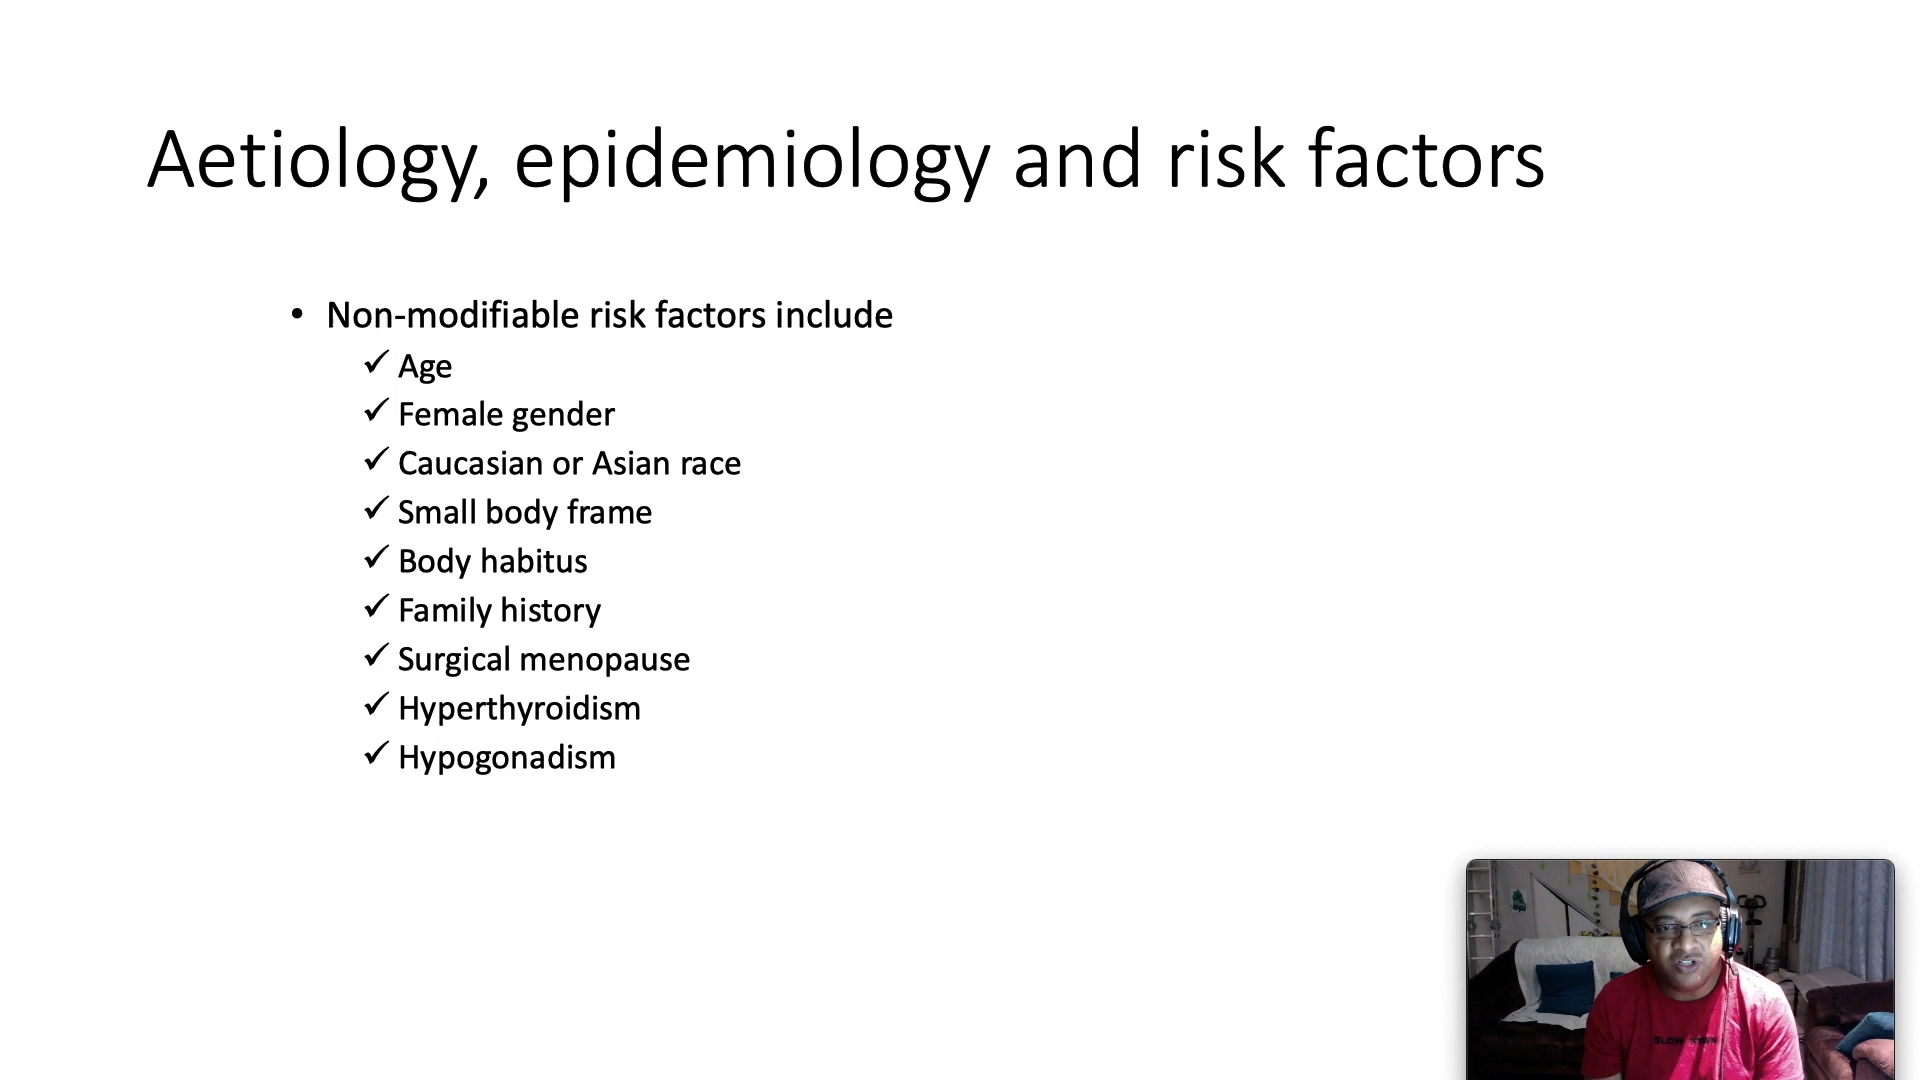 Aetiology, epidemiology and risk factors
• Non-modifiable risk factors include
✓ Age
✓ Female gender
✓ Caucasian or Asian race
✓ Small body frame
✓ Body habitus
✓ Family history
✓ Surgical menopause
✓ Hyperthyroidism
✓ Hypogonadism
SLOW